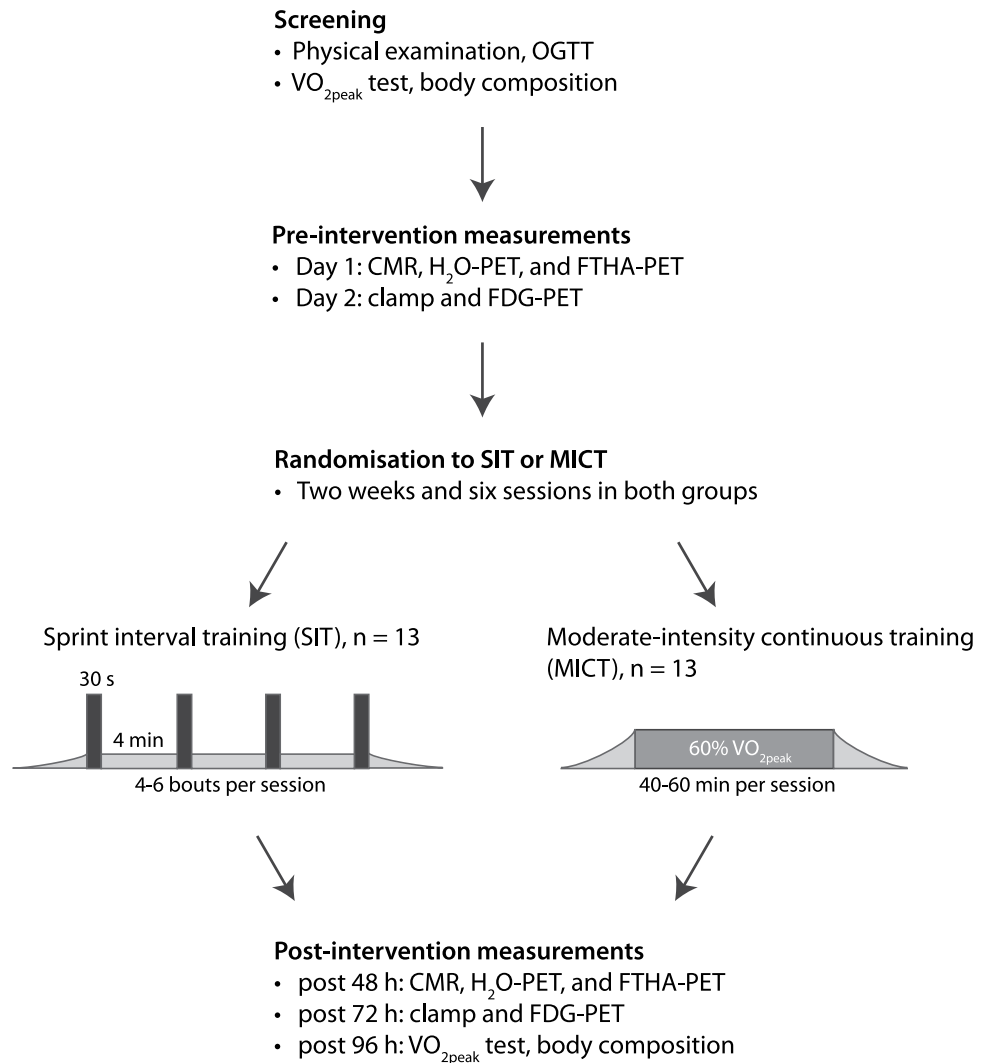 Screening
• Physical examination, OGTT
• VO₂peak test, body composition
Pre-intervention measurements
• Day 1: CMR, H₂O-PET, and FTHA-PET
• Day 2: clamp and FDG-PET
Randomisation to SIT or MICT
• Two weeks and six sessions in both groups
Sprint interval training (SIT), n = 13
30 s
4 min
4-6 bouts per session
Moderate-intensity continuous training
(MICT), n = 13
60% VO₂peak
40-60 min per session
Post-intervention measurements
• post 48 h: CMR, H₂O-PET, and FTHA-PET
• post 72 h: clamp and FDG-PET
• post 96 h: VO₂peak test, body composition